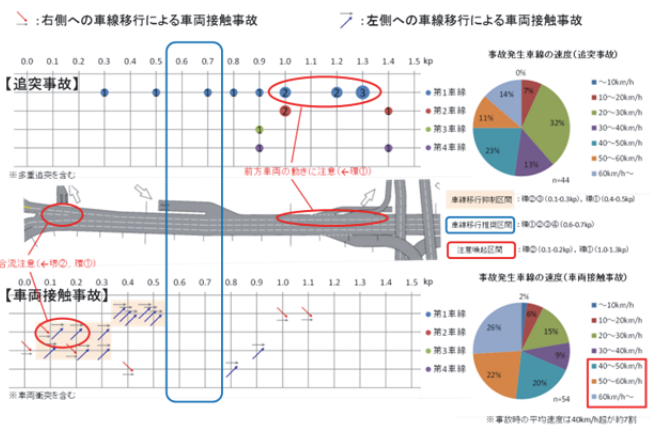 ：右側への車線移行による車両接触事故
：左側への車線移行による車両接触事故
0.0 0.1 0.2 0.3 0.4 0.5 0.6 0.7 0.8 0.9 1.0 1.1 1.2 1.3 1.4 1.5 kp
【追突事故】
2 2 3
2
第1車線
第2車線
第3車線
第4車線
※多重追突を含む
前方車両の動きに注意(←環①)
合流注意(←環②、環①)
事故発生車線の速度(追突事故)
0%
7%
32%
13%
23%
11%
14%
n=44
～10km/h
10～20km/h
20～30km/h
30～40km/h
40～50km/h
50～60km/h
60km/h～
車線移行抑制区間：環②③(0.1-0.3kp)，環①(0.4-0.5kp)
車線移行推奨区間：環①②③④(0.6-0.7kp)
注意喚起区間：環②(0.1-0.2kp)，環①(1.0-1.3kp)
0.0 0.1 0.2 0.3 0.4 0.5 0.6 0.7 0.8 0.9 1.0 1.1 1.2 1.3 1.4 1.5 kp
【車両接触事故】
第1車線
第2車線
第3車線
第4車線
※車両衝突を含む
事故発生車線の速度(車両接触事故)
2%
6%
15%
9%
20%
22%
26%
n=54
～10km/h
10～20km/h
20～30km/h
30～40km/h
40～50km/h
50～60km/h
60km/h～
※事故時の平均速度は40km/h超が約7割